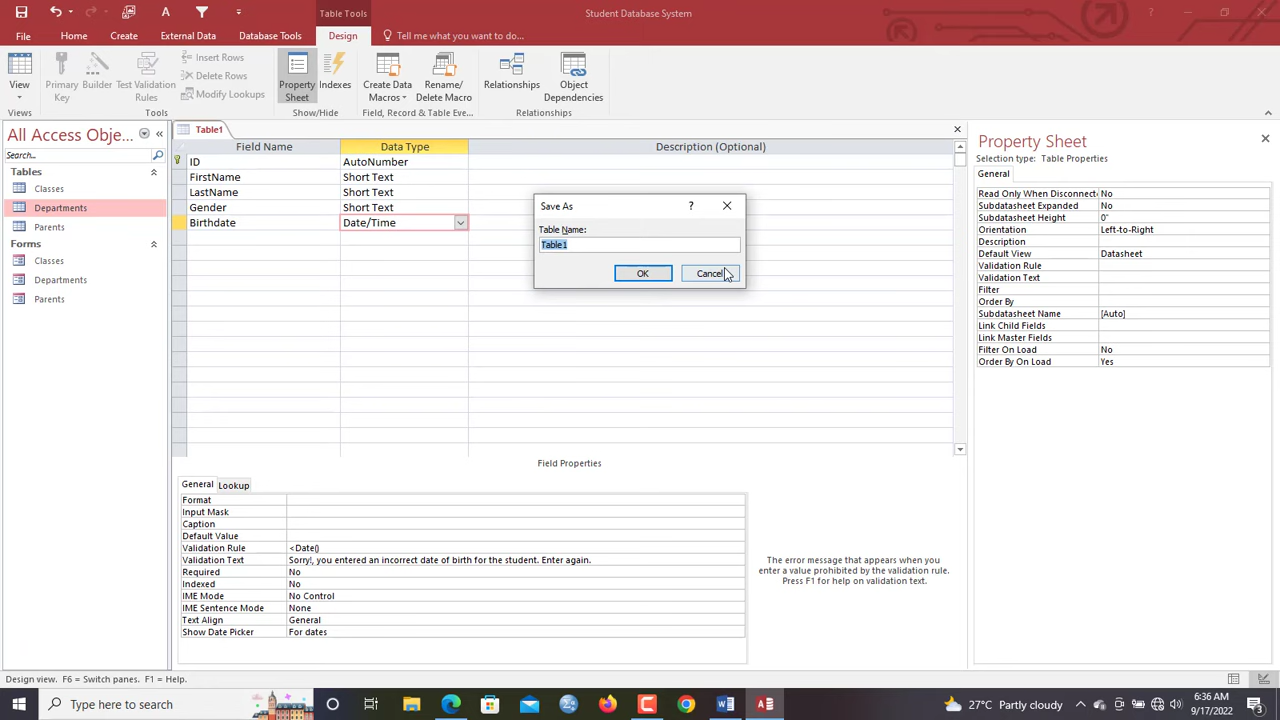 Table Tools
Student Database System
File
Home
Create
External Data
Database Tools
Design
Tell me what you want to do...
View
Primary Key
Builder
Test Validation Rules
Insert Rows
Delete Rows
Modify Lookups
Property Sheet
Indexes
Create Data Macros
Rename/ Delete Macro
Relationships
Object Dependencies
Views
Tools
Show/Hide
Field, Record & Table Eve...
Relationships
All Access Obje...
Search...
Tables
Classes
Departments
Parents
Forms
Classes
Departments
Parents
Table1
Field Name Data Type Description (Optional)
ID AutoNumber
FirstName Short Text
LastName Short Text
Gender Short Text
Birthdate Date/Time
Save As
?
Table Name:
Table1
OK
Cancel
Field Properties
General
Lookup
Format
Input Mask
Caption
Default Value
Validation Rule <Date()
Validation Text Sorry!, you entered an incorrect date of birth for the student. Enter again.
Required No
Indexed No
IME Mode No Control
IME Sentence Mode None
Text Align General
Show Date Picker For dates
The error message that appears when you
enter a value prohibited by the validation rule.
Press F1 for help on validation text.
Property Sheet
Selection type: Table Properties
General
Read Only When Disconnect No
Subdatasheet Expanded No
Subdatasheet Height 0"
Orientation Left-to-Right
Description
Default View Datasheet
Validation Rule
Validation Text
Filter
Order By
Subdatasheet Name [Auto]
Link Child Fields
Link Master Fields
Filter On Load No
Order By On Load Yes
Design view. F6 = Switch panes. F1 = Help.
Type here to search
27°C Partly cloudy
6:36 AM
9/17/2022